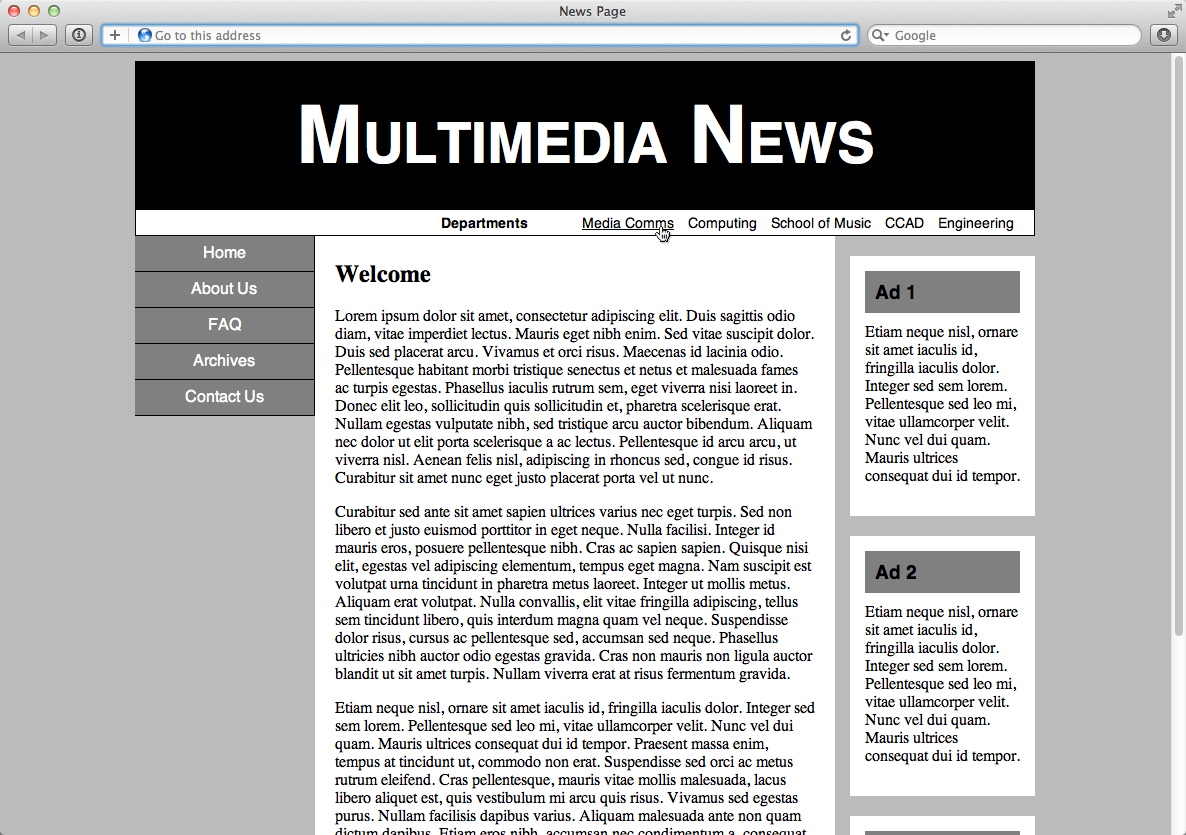 News Page
Go to this address
Google
Multimedia News
Departments Media Comms Computing School of Music CCAD Engineering
Home
About Us
FAQ
Archives
Contact Us
Welcome
Lorem ipsum dolor sit amet, consectetur adipiscing elit. Duis sagittis odio
diam, vitae imperdiet lectus. Mauris eget nibh enim. Sed vitae suscipit dolor.
Duis sed placerat arcu. Vivamus et orci risus. Maecenas id lacinia odio.
Pellentesque habitant morbi tristique senectus et netus et malesuada fames
ac turpis egestas. Phasellus iaculis rutrum sem, eget viverra nisi laoreet in.
Donec elit leo, sollicitudin quis sollicitudin et, pharetra scelerisque erat.
Nullam egestas vulputate nibh, sed tristique arcu auctor bibendum. Aliquam
nec dolor ut elit porta scelerisque a ac lectus. Pellentesque id arcu arcu, ut
viverra nisl. Aenean felis nisl, adipiscing in rhoncus sed, congue id risus.
Curabitur sit amet nunc eget justo placerat porta vel ut nunc.
Curabitur sed ante sit amet sapien ultrices varius nec eget turpis. Sed non
libero et justo euismod porttitor in eget neque. Nulla facilisi. Integer id
mauris eros, posuere pellentesque nibh. Cras ac sapien sapien. Quisque nisi
elit, egestas vel adipiscing elementum, tempus eget magna. Nam suscipit est
volutpat urna tincidunt in pharetra metus laoreet. Integer ut mollis metus.
Aliquam erat volutpat. Nulla convallis, elit vitae fringilla adipiscing, tellus
sem tincidunt libero, quis interdum magna quam vel neque. Suspendisse
dolor risus, cursus ac pellentesque sed, accumsan sed neque. Phasellus
ultricies nibh auctor odio egestas gravida. Cras non mauris non ligula auctor
blandit ut sit amet turpis. Nullam viverra erat at risus fermentum gravida.
Etiam neque nisl, ornare sit amet iaculis id, fringilla iaculis dolor. Integer sed
sem lorem. Pellentesque sed leo mi, vitae ullamcorper velit. Nunc vel dui
quam. Mauris ultrices consequat dui id tempor. Praesent massa enim,
tempus at tincidunt ut, commodo non erat. Suspendisse sed orci ac metus
rutrum eleifend. Cras pellentesque, mauris vitae mollis malesuada, lacus
libero aliquet est, quis vestibulum mi arcu quis risus. Vivamus sed egestas
purus. Nullam facilisis dapibus varius. Aliquam malesuada ante non quam
dictum dapibus. Etiam eros nibh, accumsan nec condimentum a, consequat
Ad 1
Etiam neque nisl, ornare
sit amet iaculis id,
fringilla iaculis dolor.
Integer sed sem lorem.
Pellentesque sed leo mi,
vitae ullamcorper velit.
Nunc vel dui quam.
Mauris ultrices
consequat dui id tempor.
Ad 2
Etiam neque nisl, ornare
sit amet iaculis id,
fringilla iaculis dolor.
Integer sed sem lorem.
Pellentesque sed leo mi,
vitae ullamcorper velit.
Nunc vel dui quam.
Mauris ultrices
consequat dui id tempor.